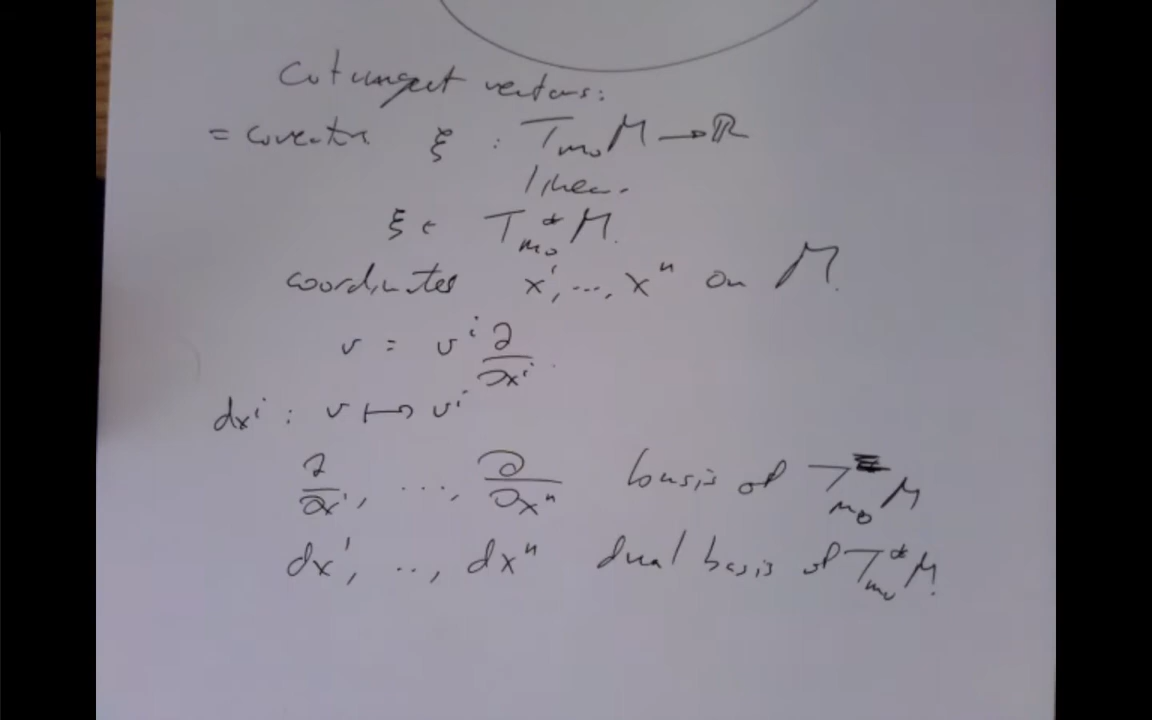 Cotangent vectors:
= covector ξ : T_{m₀}M → ℝ
linear.
ξ ∈ T*_{m₀}M.
coordinates x¹, ..., xⁿ on M.
v = vⁱ ∂/∂xⁱ.
dxⁱ : v ↦ vⁱ
∂/∂x¹, ..., ∂/∂xⁿ basis of T_{m₀}M
dx¹, .., dxⁿ dual basis of T*_{m₀}M.